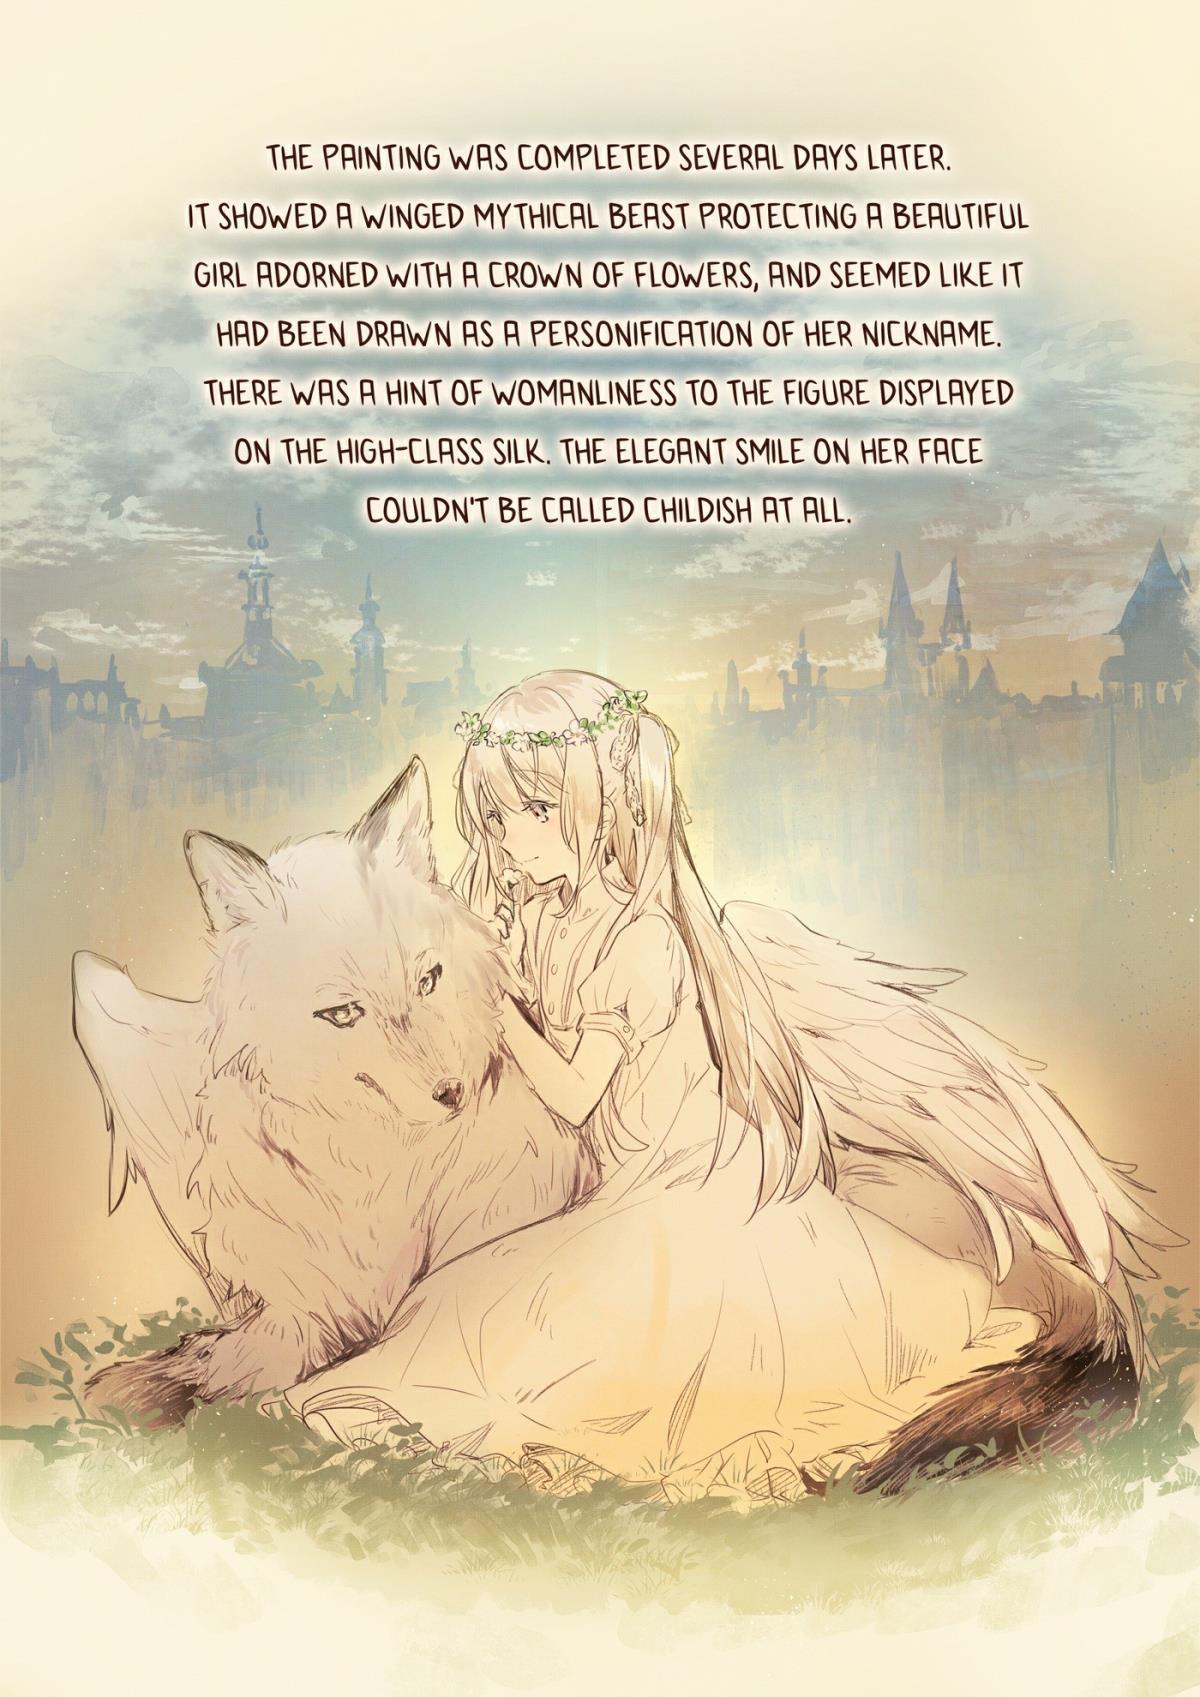 THE PAINTING WAS COMPLETED SEVERAL DAYS LATER.
IT SHOWED A WINGED MYTHICAL BEAST PROTECTING A BEAUTIFUL
GIRL ADORNED WITH A CROWN OF FLOWERS, AND SEEMED LIKE IT
HAD BEEN DRAWN AS A PERSONIFICATION OF HER NICKNAME.
THERE WAS A HINT OF WOMANLINESS TO THE FIGURE DISPLAYED
ON THE HIGH-CLASS SILK. THE ELEGANT SMILE ON HER FACE
COULDN'T BE CALLED CHILDISH AT ALL.